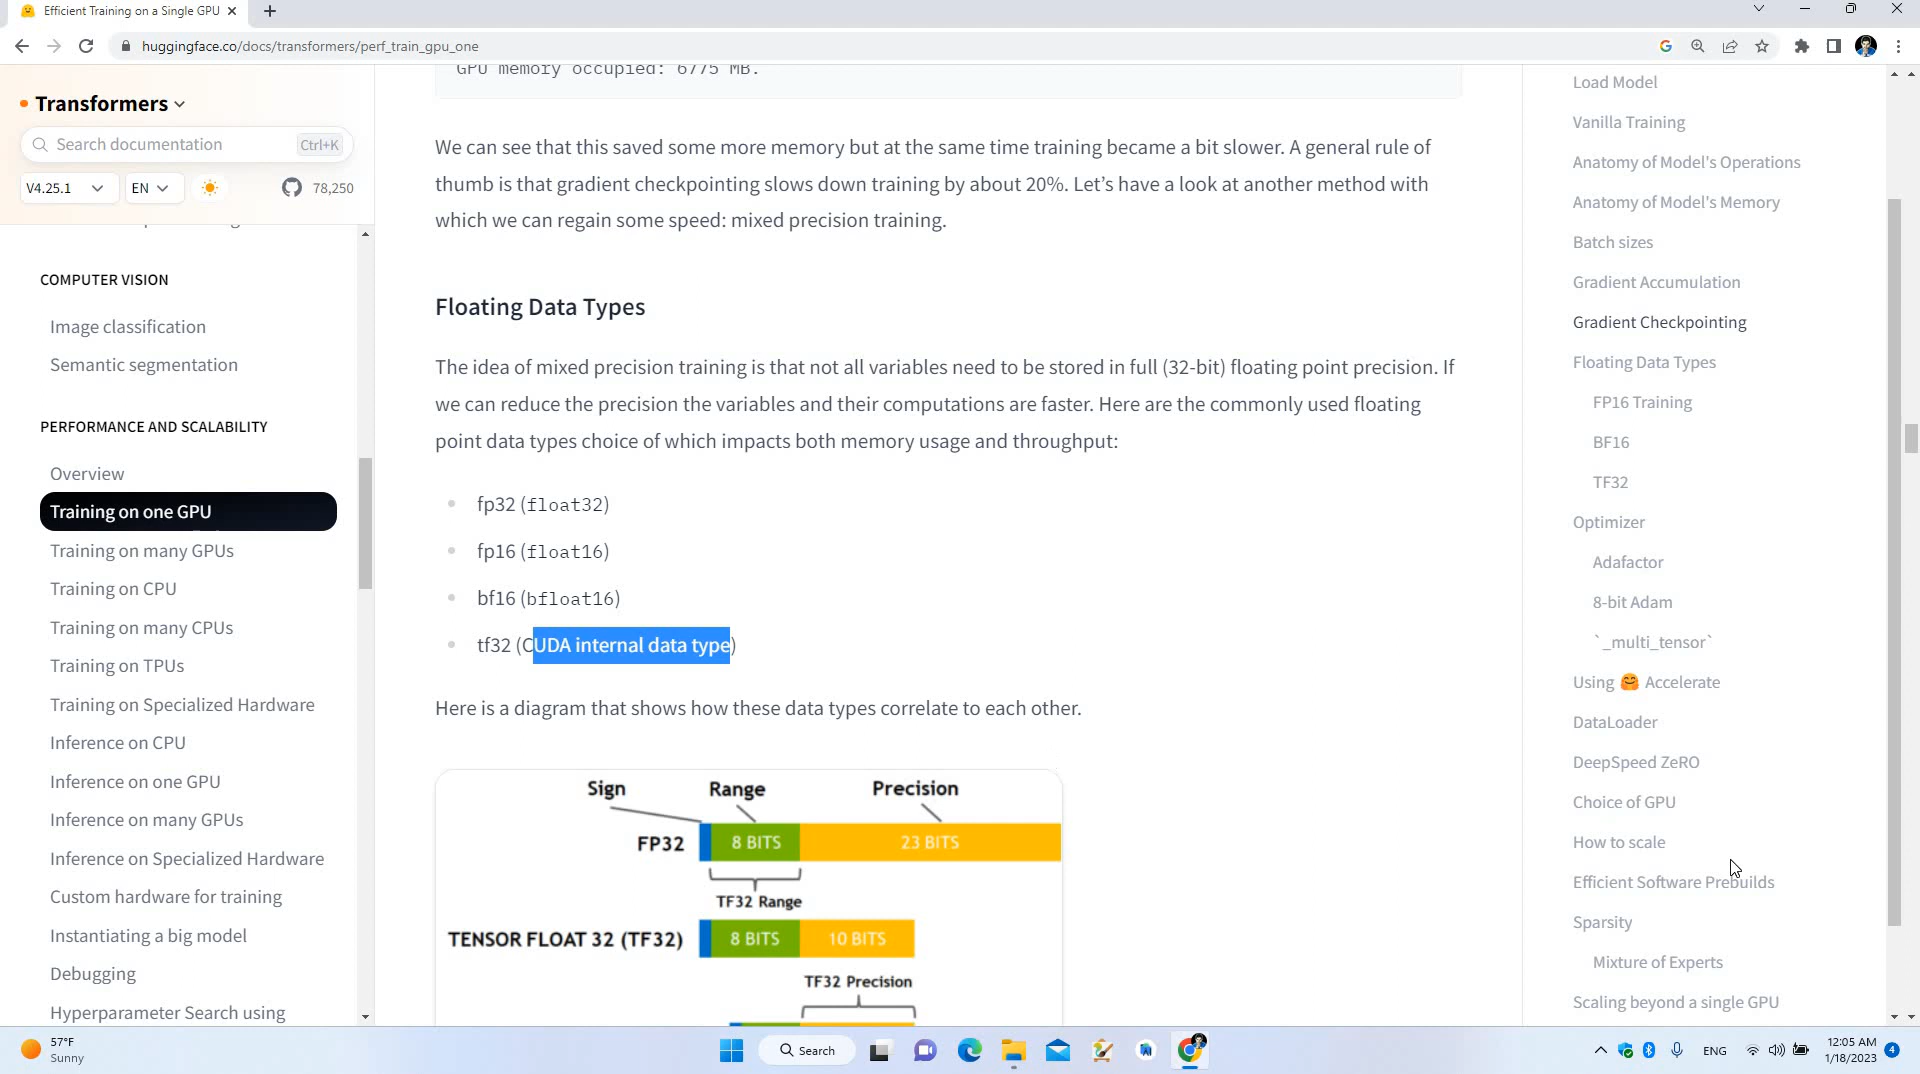 Efficient Training on a Single GPU
huggingface.co/docs/transformers/perf_train_gpu_one
Transformers
Search documentation
Ctrl+K
V4.25.1
EN
78,250
COMPUTER VISION
Image classification
Semantic segmentation
PERFORMANCE AND SCALABILITY
Overview
Training on one GPU
Training on many GPUs
Training on CPU
Training on many CPUs
Training on TPUs
Training on Specialized Hardware
Inference on CPU
Inference on one GPU
Inference on many GPUs
Inference on Specialized Hardware
Custom hardware for training
Instantiating a big model
Debugging
Hyperparameter Search using
GPU memory occupied: 6775 MB.
We can see that this saved some more memory but at the same time training became a bit slower. A general rule of
thumb is that gradient checkpointing slows down training by about 20%. Let's have a look at another method with
which we can regain some speed: mixed precision training.
Floating Data Types
The idea of mixed precision training is that not all variables need to be stored in full (32-bit) floating point precision. If
we can reduce the precision the variables and their computations are faster. Here are the commonly used floating
point data types choice of which impacts both memory usage and throughput:
fp32 (float32)
fp16 (float16)
bf16 (bfloat16)
tf32 (CUDA internal data type)
Here is a diagram that shows how these data types correlate to each other.
Sign
Range
Precision
FP32
8 BITS
23 BITS
TF32 Range
TENSOR FLOAT 32 (TF32)
8 BITS
10 BITS
TF32 Precision
Load Model
Vanilla Training
Anatomy of Model's Operations
Anatomy of Model's Memory
Batch sizes
Gradient Accumulation
Gradient Checkpointing
Floating Data Types
FP16 Training
BF16
TF32
Optimizer
Adafactor
8-bit Adam
`_multi_tensor`
Using 🤗 Accelerate
DataLoader
DeepSpeed ZeRO
Choice of GPU
How to scale
Efficient Software Prebuilds
Sparsity
Mixture of Experts
Scaling beyond a single GPU
57°F
Sunny
Search
ENG
12:05 AM
1/18/2023
4